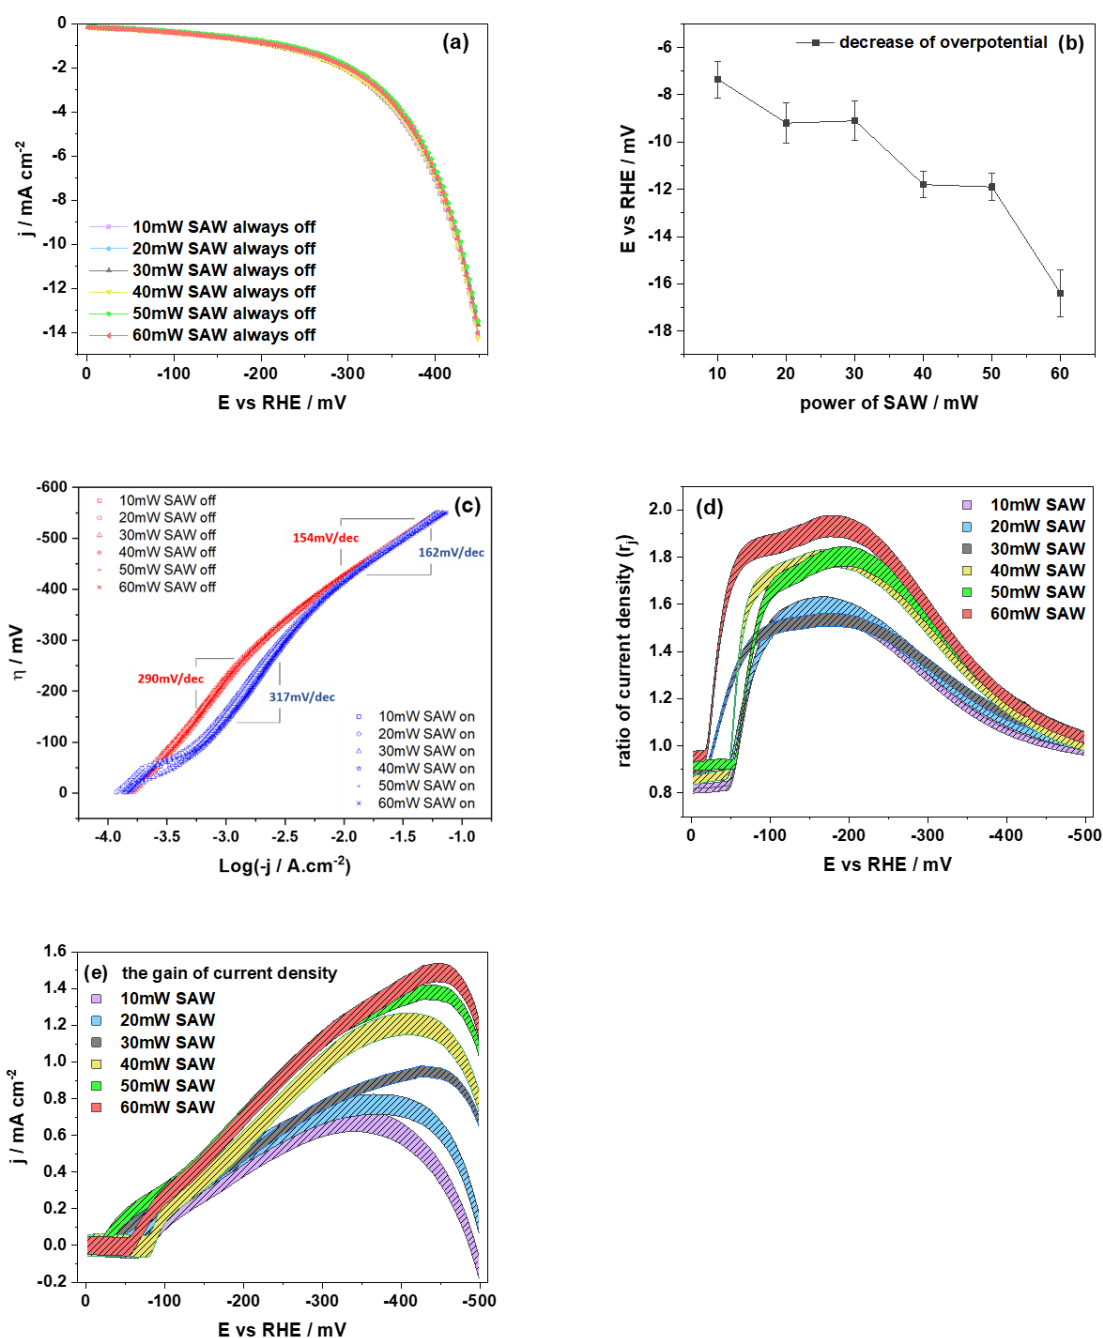 (a)
0
-2
-4
-6
-8
-10
-12
-14
j / mA cm-2
10mW SAW always off
20mW SAW always off
30mW SAW always off
40mW SAW always off
50mW SAW always off
60mW SAW always off
0 -100 -200 -300 -400
E vs RHE / mV
decrease of overpotential (b)
-6
-8
-10
-12
-14
-16
-18
E vs RHE / mV
10 20 30 40 50 60
power of SAW / mW
(c)
-600
-500
-400
-300
-200
-100
0
η / mV
10mW SAW off
20mW SAW off
30mW SAW off
40mW SAW off
50mW SAW off
60mW SAW off
154mV/dec
162mV/dec
290mV/dec
317mV/dec
10mW SAW on
20mW SAW on
30mW SAW on
40mW SAW on
50mW SAW on
60mW SAW on
-4.0 -3.5 -3.0 -2.5 -2.0 -1.5 -1.0
Log(-j / A.cm-2)
(d)
2.0
1.8
1.6
1.4
1.2
1.0
0.8
ratio of current density (rj)
10mW SAW
20mW SAW
30mW SAW
40mW SAW
50mW SAW
60mW SAW
0 -100 -200 -300 -400 -500
E vs RHE / mV
(e) the gain of current density
1.6
1.4
1.2
1.0
0.8
0.6
0.4
0.2
0.0
-0.2
j / mA cm-2
10mW SAW
20mW SAW
30mW SAW
40mW SAW
50mW SAW
60mW SAW
0 -100 -200 -300 -400 -500
E vs RHE / mV